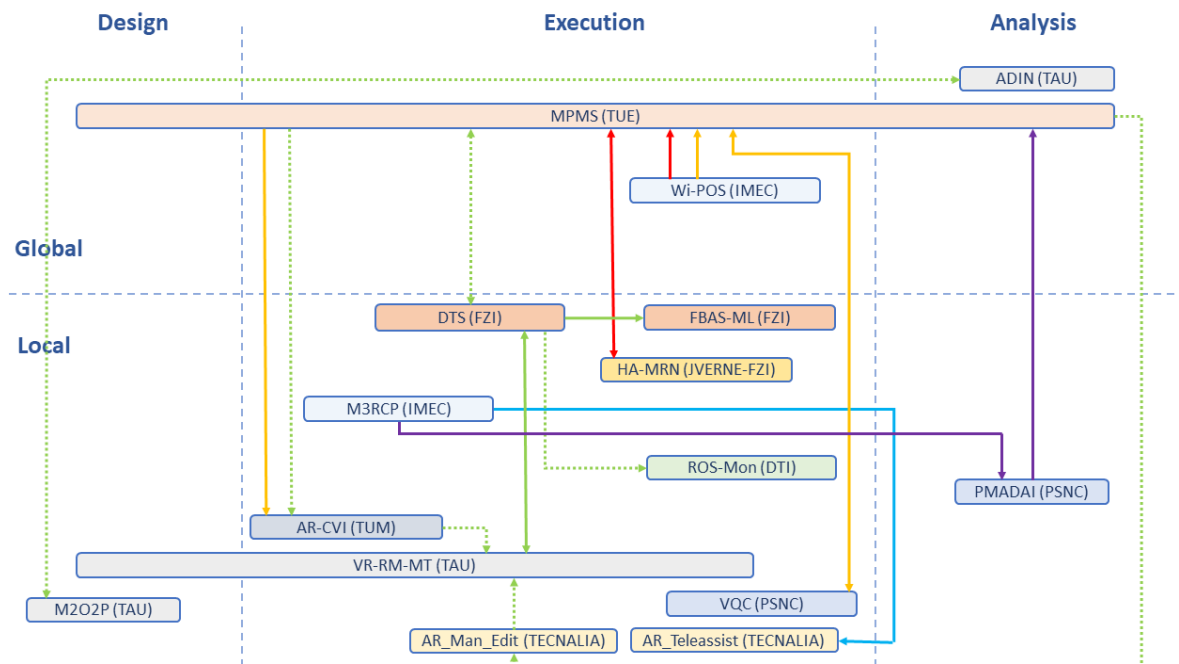 Design
Execution
Analysis
ADIN (TAU)
MPMS (TUE)
Wi-POS (IMEC)
Global
DTS (FZI)
FBAS-ML (FZI)
Local
HA-MRN (JVERNE-FZI)
M3RCP (IMEC)
ROS-Mon (DTI)
PMADAI (PSNC)
AR-CVI (TUM)
VR-RM-MT (TAU)
M2O2P (TAU)
VQC (PSNC)
AR_Man_Edit (TECNALIA)
AR_Teleassist (TECNALIA)